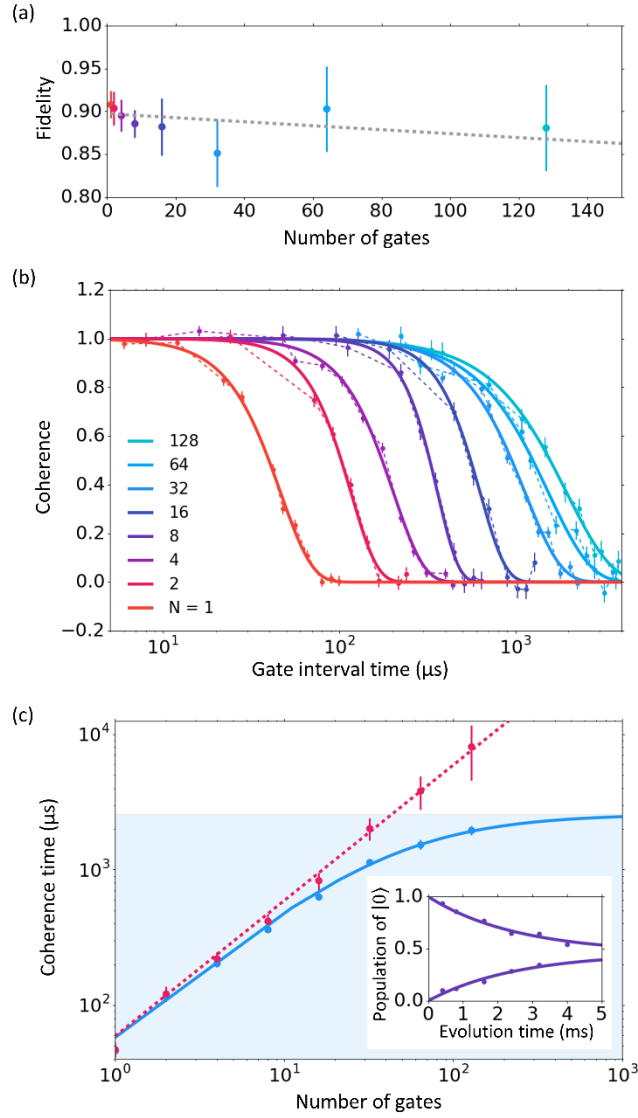 (a)
1.00
0.95
0.90
0.85
0.80
Fidelity
0 20 40 60 80 100 120 140
Number of gates
(b)
1.2
1.0
0.8
0.6
0.4
0.2
0.0
−0.2
Coherence
128
64
32
16
8
4
2
N = 1
10¹ 10² 10³
Gate interval time (μs)
(c)
10⁴
10³
10²
Coherence time (μs)
Population of |0⟩
1.0
0.5
0.0
0 1 2 3 4 5
Evolution time (ms)
10⁰ 10¹ 10² 10³
Number of gates